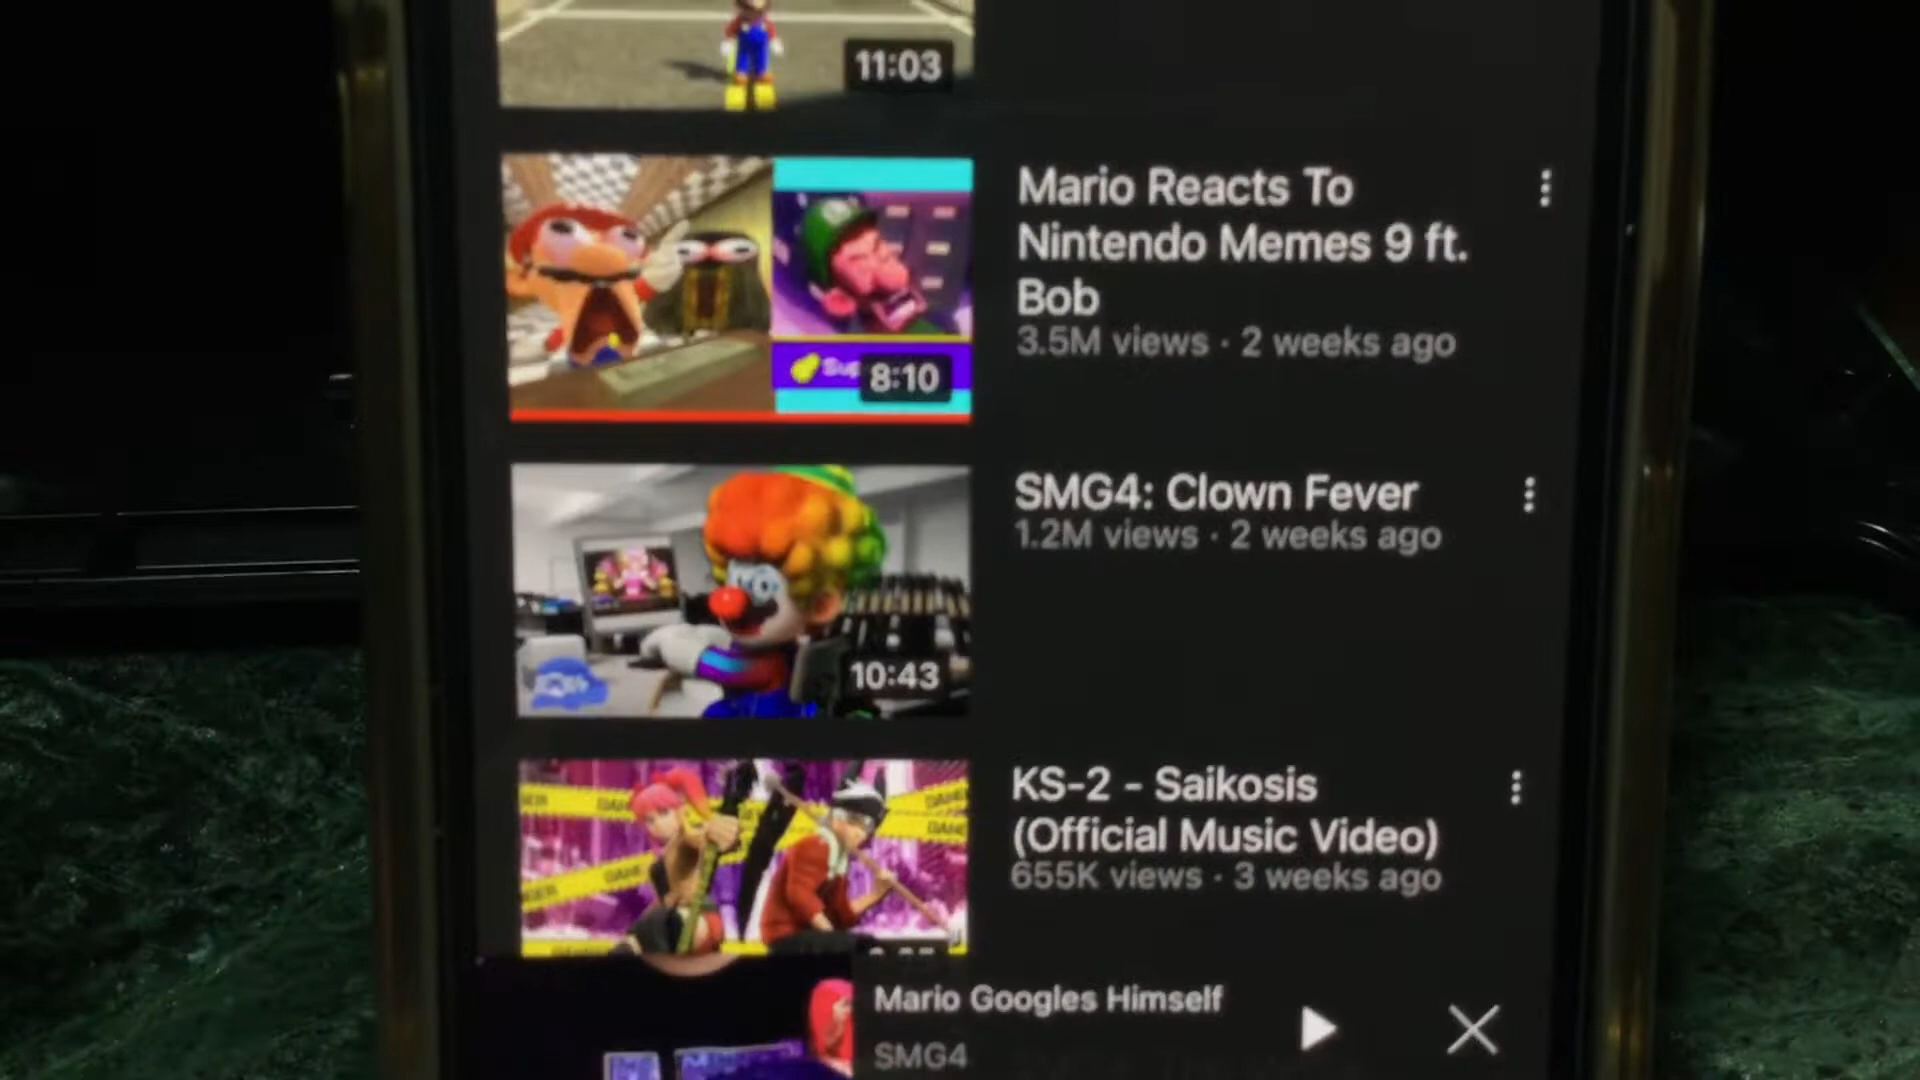 11:03
Mario Reacts To
Nintendo Memes 9 ft.
Bob
3.5M views · 2 weeks ago
8:10
SMG4: Clown Fever
1.2M views · 2 weeks ago
10:43
KS-2 - Saikosis
(Official Music Video)
655K views · 3 weeks ago
Mario Googles Himself
SMG4